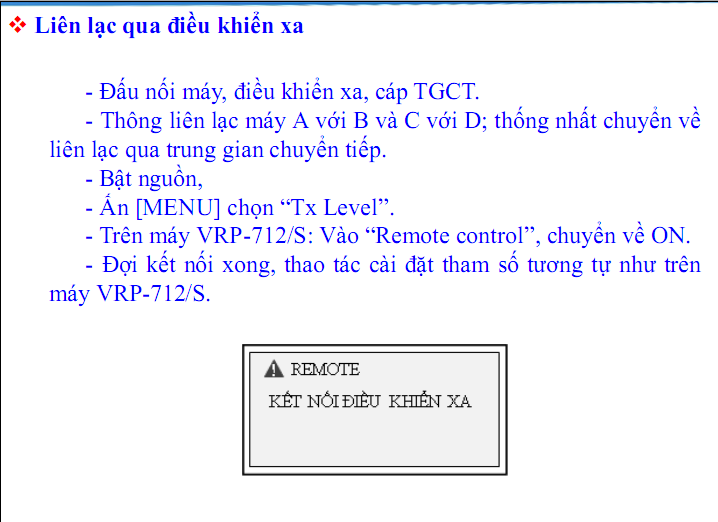 ❖ Liên lạc qua điều khiển xa
- Đấu nối máy, điều khiển xa, cáp TGCT.
- Thông liên lạc máy A với B và C với D; thống nhất chuyển về
liên lạc qua trung gian chuyển tiếp.
- Bật nguồn,
- Ấn [MENU] chọn “Tx Level”.
- Trên máy VRP-712/S: Vào “Remote control”, chuyển về ON.
- Đợi kết nối xong, thao tác cài đặt tham số tương tự như trên
máy VRP-712/S.
REMOTE
KẾT NỐI ĐIỀU KHIỂN XA